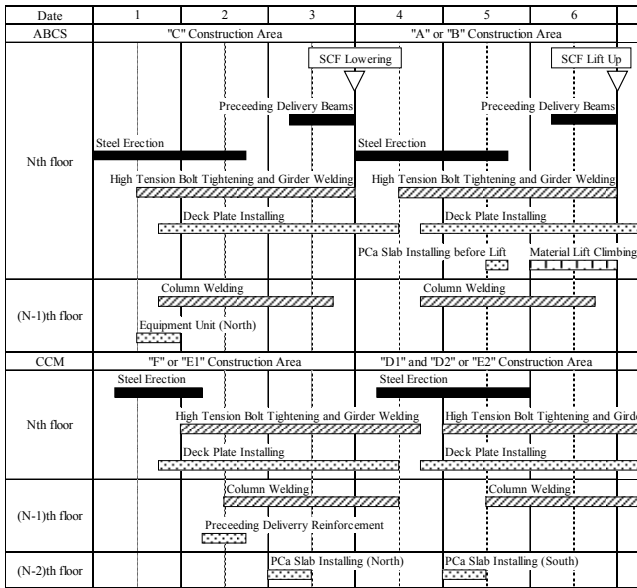 Date 1 2 3 4 5 6
ABCS "C" Construction Area "A" or "B" Construction Area
SCF Lowering SCF Lift Up
Preceeding Delivery Beams Preceeding Delivery Beams
Steel Erection Steel Erection
Nth floor
High Tension Bolt Tightening and Girder Welding High Tension Bolt Tightening and Girder Welding
Deck Plate Installing Deck Plate Installing
PCa Slab Installing before Lift Material Lift Climbing
Column Welding Column Welding
(N-1)th floor
Equipment Unit (North)
CCM "F" or "E1" Construction Area "D1" and "D2" or "E2" Construction Area
Steel Erection Steel Erection
High Tension Bolt Tightening and Girder Welding High Tension Bolt Tightening and Girde
Nth floor
Deck Plate Installing Deck Plate Installing
Column Welding Column Welding
(N-1)th floor
Preceeding Deliverry Reinforcement
(N-2)th floor PCa Slab Installing (North) PCa Slab Installing (South)